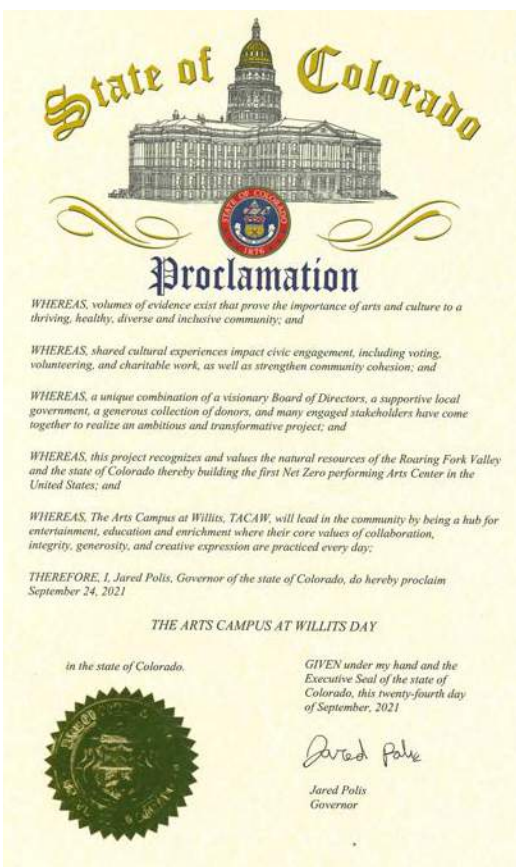 State of Colorado
STATE OF COLORADO
1876
Proclamation
WHEREAS, volumes of evidence exist that prove the importance of arts and culture to a
thriving, healthy, diverse and inclusive community; and
WHEREAS, shared cultural experiences impact civic engagement, including voting,
volunteering, and charitable work, as well as strengthen community cohesion; and
WHEREAS, a unique combination of a visionary Board of Directors, a supportive local
government, a generous collection of donors, and many engaged stakeholders have come
together to realize an ambitious and transformative project; and
WHEREAS, this project recognizes and values the natural resources of the Roaring Fork Valley
and the state of Colorado thereby building the first Net Zero performing Arts Center in the
United States; and
WHEREAS, The Arts Campus at Willits, TACAW, will lead in the community by being a hub for
entertainment, education and enrichment where their core values of collaboration,
integrity, generosity, and creative expression are practiced every day;
THEREFORE, I, Jared Polis, Governor of the state of Colorado, do hereby proclaim
September 24, 2021
THE ARTS CAMPUS AT WILLITS DAY
in the state of Colorado.
GIVEN under my hand and the
Executive Seal of the state of
Colorado, this twenty-fourth day
of September, 2021
Jared Polis
Jared Polis
Governor